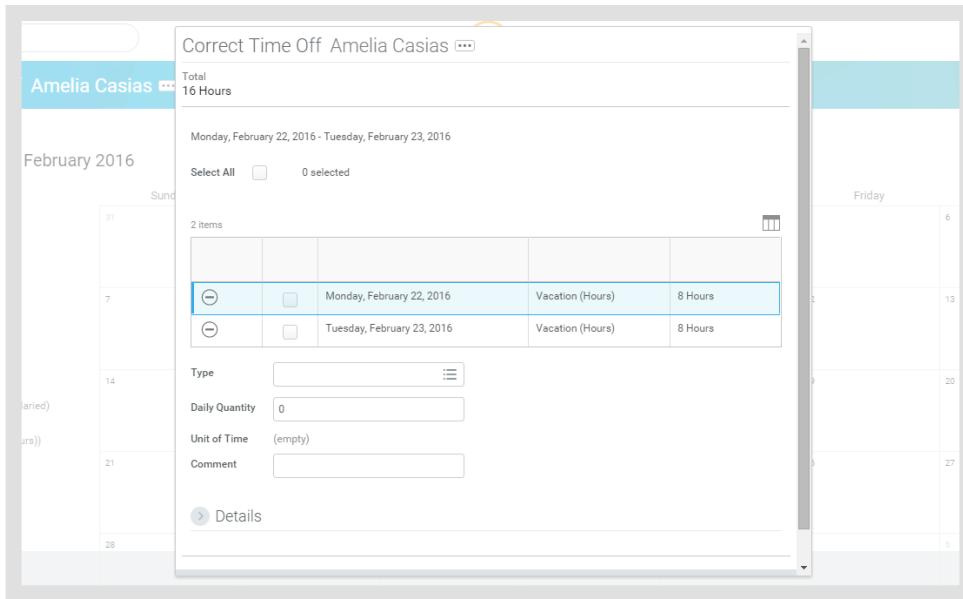 Correct Time Off Amelia Casias
Total
16 Hours
Amelia Casias
Monday, February 22, 2016 - Tuesday, February 23, 2016
February 2016
Select All 0 selected
Friday
31
6
2 items
7
Monday, February 22, 2016 Vacation (Hours) 8 Hours
13
Tuesday, February 23, 2016 Vacation (Hours) 8 Hours
Type
14
20
Daily Quantity 0
Unit of Time (empty)
Comment
21
27
Details
28
5